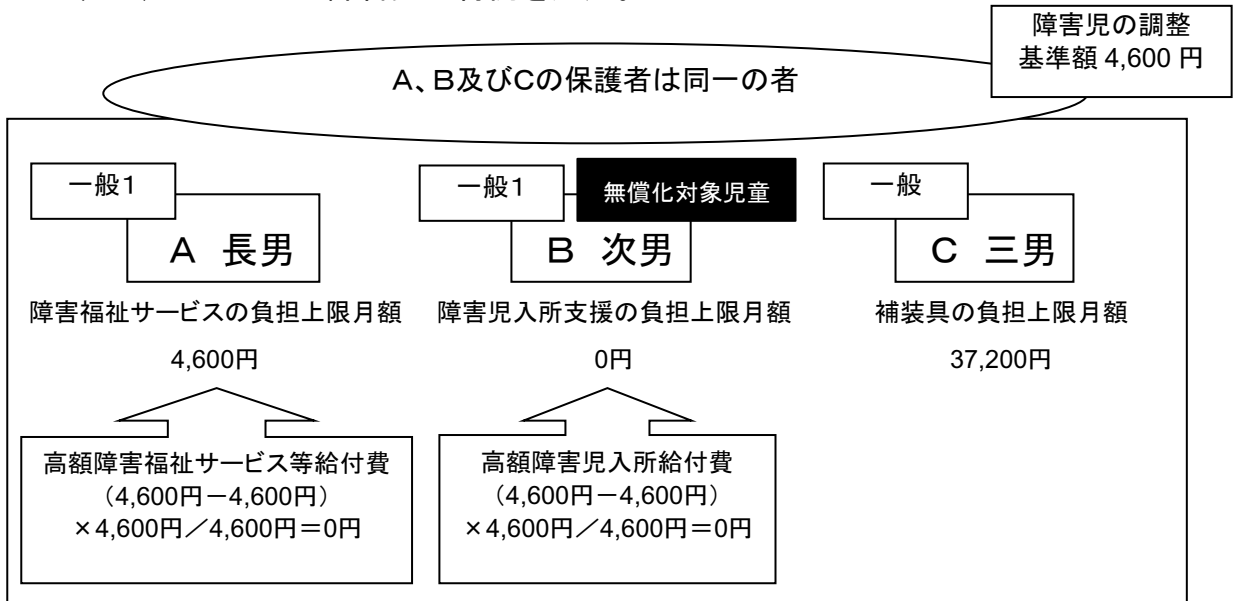 障害児の調整
基準額 4,600 円
A、B及びCの保護者は同一の者
一般1
A 長男
障害福祉サービスの負担上限月額
4,600円
高額障害福祉サービス等給付費
（4,600円－4,600円）
×4,600円／4,600円＝0円
一般1
無償化対象児童
B 次男
障害児入所支援の負担上限月額
0円
高額障害児入所給付費
（4,600円－4,600円）
×4,600円／4,600円＝0円
一般
C 三男
補装具の負担上限月額
37,200円